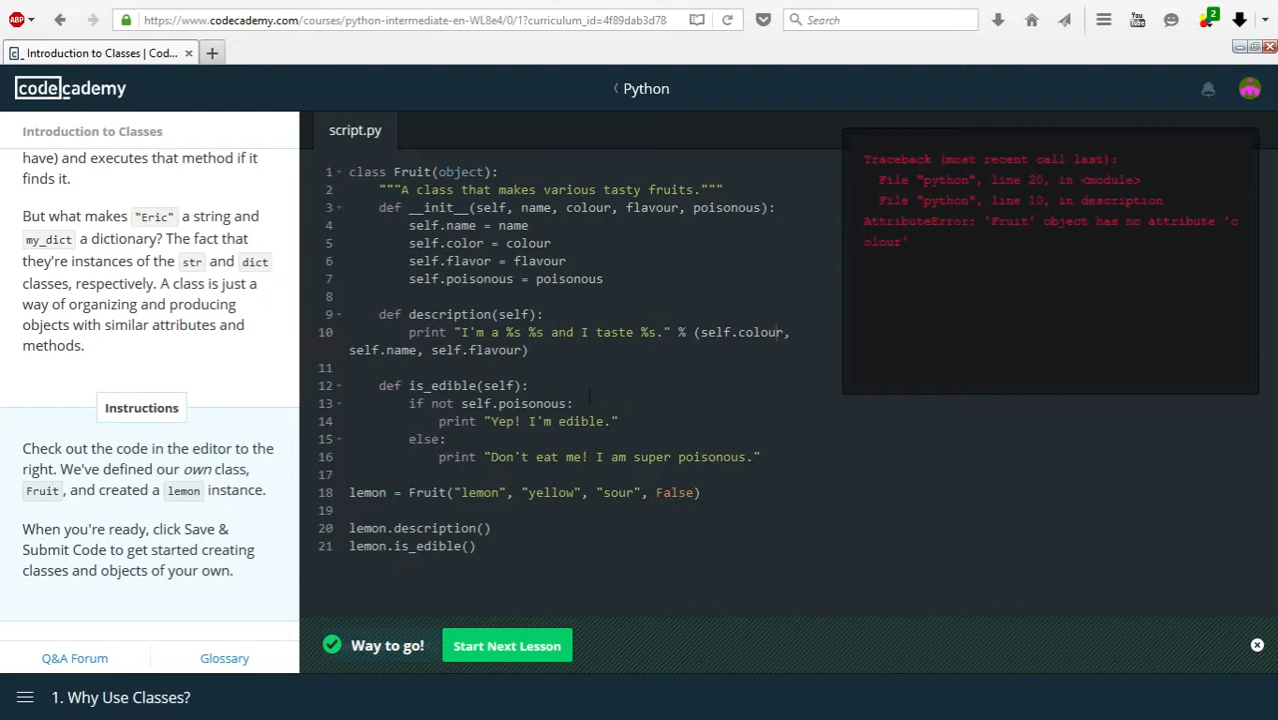 ABP
https://www.codecademy.com/courses/python-intermediate-en-WL8e4/0/1?curriculum_id=4f89dab3d78
Search
You
Tube
2
c_ Introduction to Classes | Cod...
codecademy
Python
Introduction to Classes
have) and executes that method if it
finds it.
But what makes "Eric" a string and
my_dict a dictionary? The fact that
they're instances of the str and dict
classes, respectively. A class is just a
way of organizing and producing
objects with similar attributes and
methods.
Instructions
Check out the code in the editor to the
right. We've defined our own class,
Fruit, and created a lemon instance.
When you're ready, click Save &
Submit Code to get started creating
classes and objects of your own.
Q&A Forum
Glossary
script.py
1 class Fruit(object):
2 """A class that makes various tasty fruits."""
3 def __init__(self, name, colour, flavour, poisonous):
4 self.name = name
5 self.color = colour
6 self.flavor = flavour
7 self.poisonous = poisonous
8
9 def description(self):
10 print "I'm a %s %s and I taste %s." % (self.colour,
self.name, self.flavour)
11
12 def is_edible(self):
13 if not self.poisonous:
14 print "Yep! I'm edible."
15 else:
16 print "Don't eat me! I am super poisonous."
17
18 lemon = Fruit("lemon", "yellow", "sour", False)
19
20 lemon.description()
21 lemon.is_edible()
Traceback (most recent call last):
File "python", line 20, in <module>
File "python", line 10, in description
AttributeError: 'Fruit' object has no attribute 'c
olour'
Way to go!
Start Next Lesson
1. Why Use Classes?